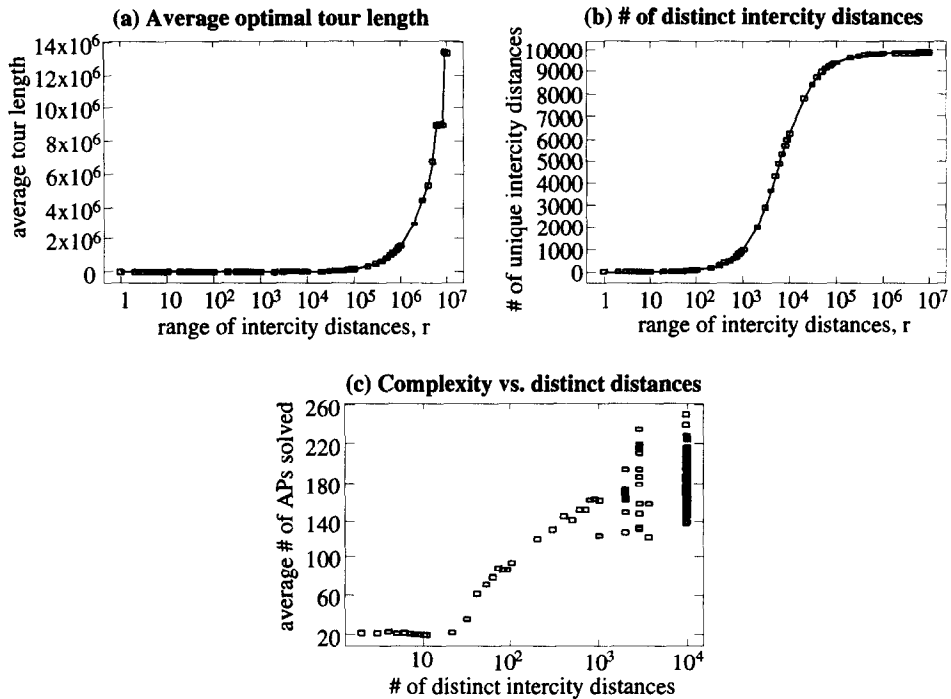 (a) Average optimal tour length
14x10⁶
12x10⁶
10x10⁶
8x10⁶
6x10⁶
4x10⁶
2x10⁶
0
average tour length
1 10 10² 10³ 10⁴ 10⁵ 10⁶ 10⁷
range of intercity distances, r
(b) # of distinct intercity distances
10000
9000
8000
7000
6000
5000
4000
3000
2000
1000
0
# of unique intercity distances
1 10 10² 10³ 10⁴ 10⁵ 10⁶ 10⁷
range of intercity distances, r
(c) Complexity vs. distinct distances
260
220
180
140
100
60
20
average # of APs solved
10 10² 10³ 10⁴
# of distinct intercity distances